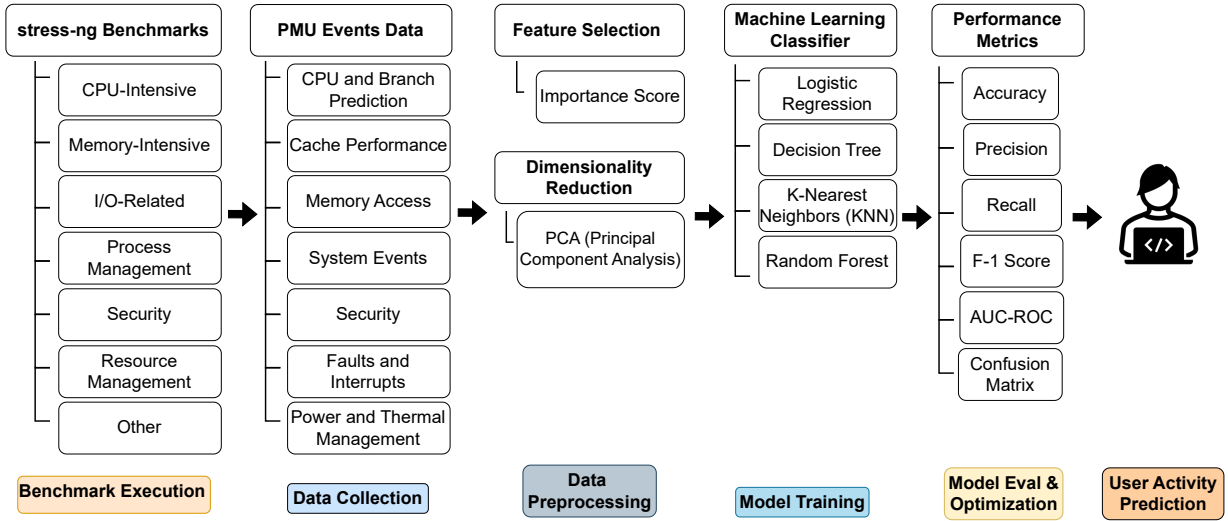 stress-ng Benchmarks
CPU-Intensive
Memory-Intensive
I/O-Related
Process
Management
Security
Resource
Management
Other
Benchmark Execution
PMU Events Data
CPU and Branch
Prediction
Cache Performance
Memory Access
System Events
Security
Faults and
Interrupts
Power and Thermal
Management
Data Collection
Feature Selection
Importance Score
Dimensionality
Reduction
PCA (Principal
Component Analysis)
Data
Preprocessing
Machine Learning
Classifier
Logistic
Regression
Decision Tree
K-Nearest
Neighbors (KNN)
Random Forest
Model Training
Performance
Metrics
Accuracy
Precision
Recall
F-1 Score
AUC-ROC
Confusion
Matrix
Model Eval &
Optimization
</>
User Activity
Prediction